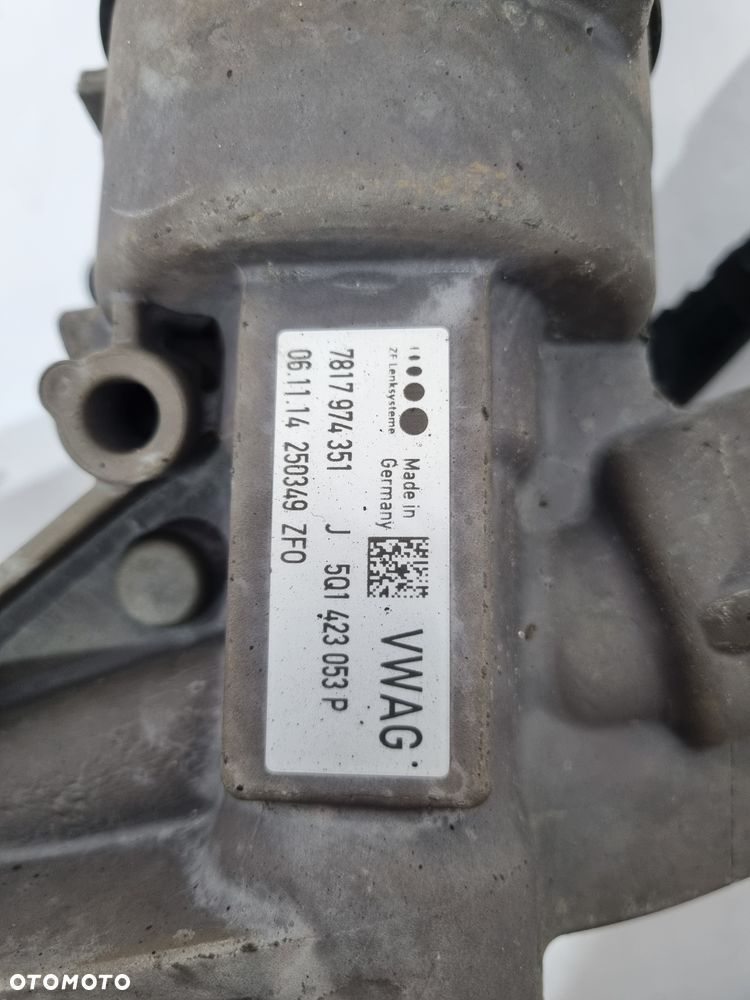 ZF Lenksysteme
Made in
Germany
VWAG
7817 974 351 J 5Q1 423 053 P
06.11.14 250349 ZFO
OTOMOTO